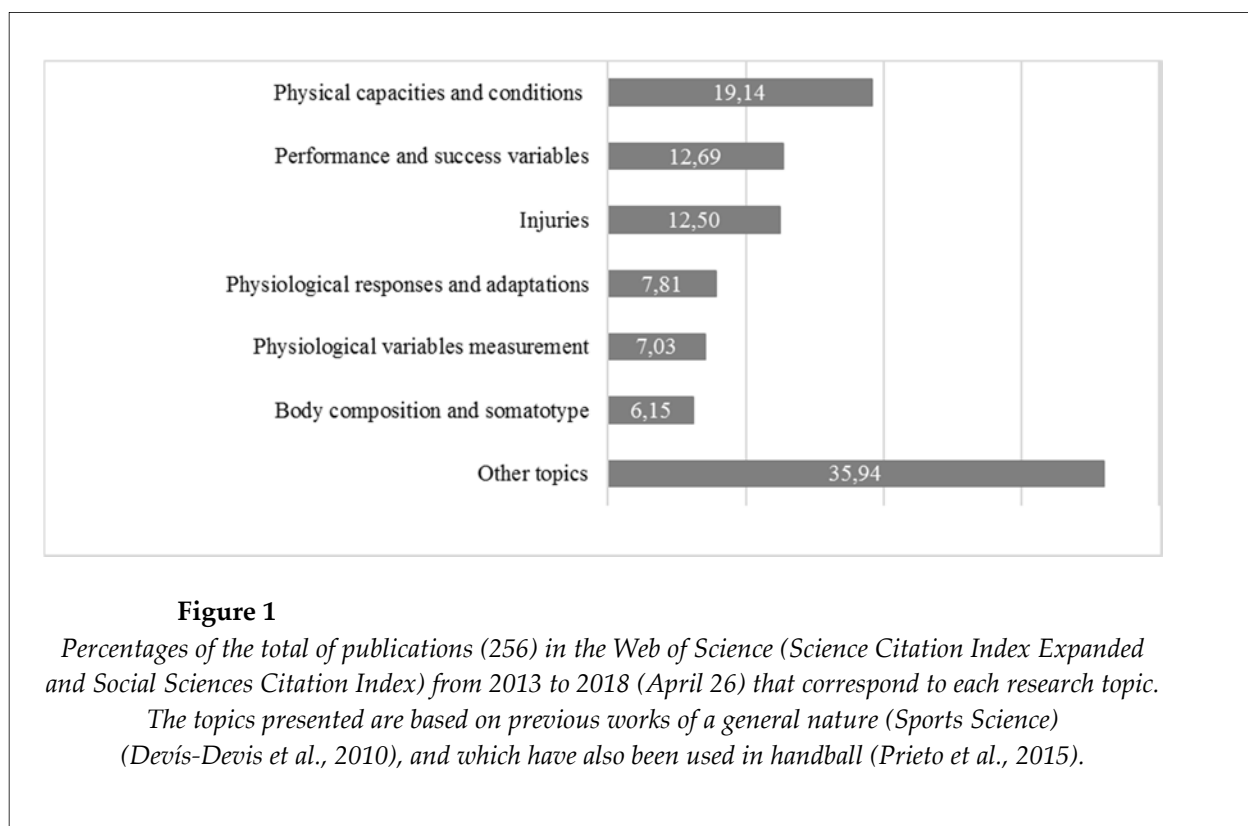 Physical capacities and conditions 19,14
Performance and success variables 12,69
Injuries 12,50
Physiological responses and adaptations 7,81
Physiological variables measurement 7,03
Body composition and somatotype 6,15
Other topics 35,94
Figure 1
Percentages of the total of publications (256) in the Web of Science (Science Citation Index Expanded
and Social Sciences Citation Index) from 2013 to 2018 (April 26) that correspond to each research topic.
The topics presented are based on previous works of a general nature (Sports Science)
(Devís-Devis et al., 2010), and which have also been used in handball (Prieto et al., 2015).